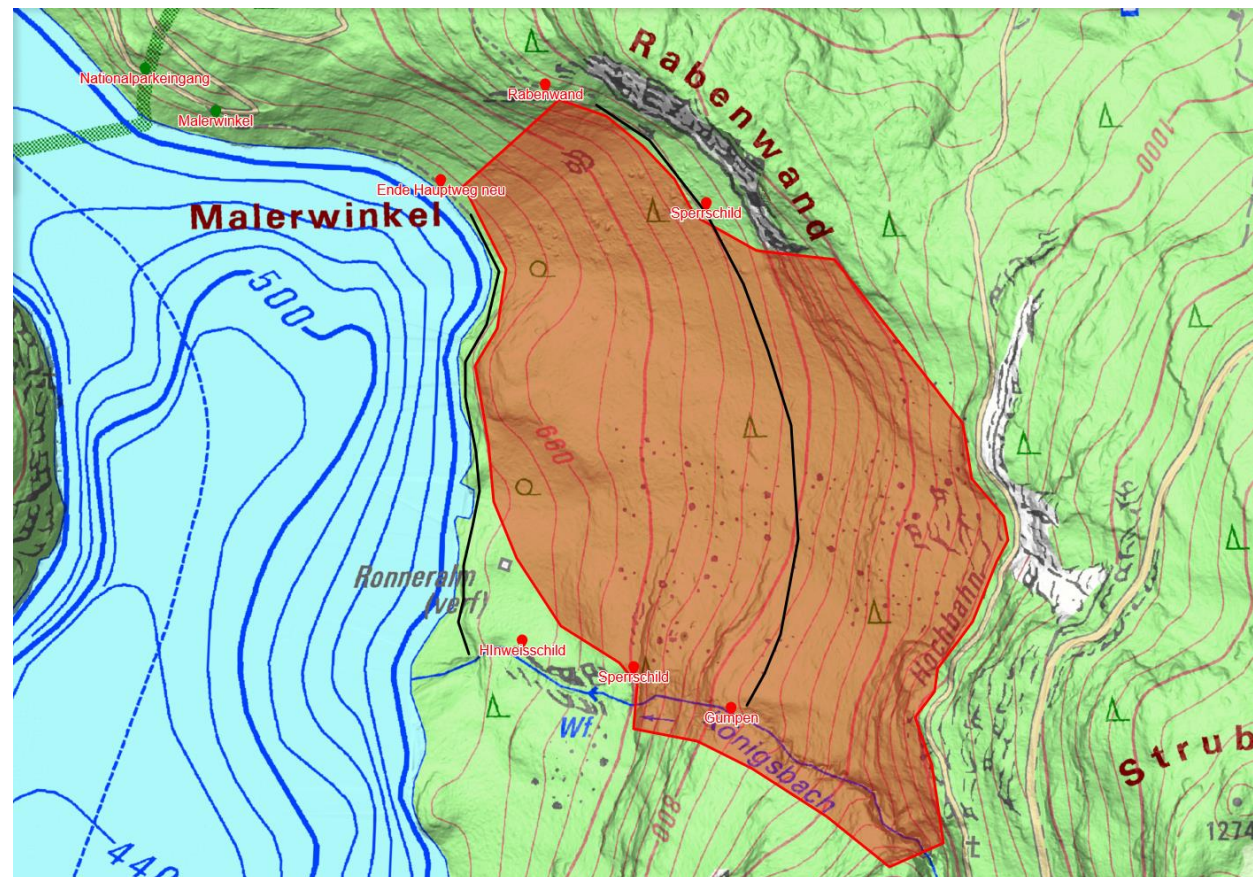 Nationalparkeingang
Rabenwand
Rabenwand
Malerwinkel
1000
Ende Hauptweg neu
Malerwinkel
Sperrschild
500
660
Ronneralm
(verf)
Hochbahn
HInweisschild
Sperrschild
Gumpen
Wf.
Königsbach
Strub
800
1274
440